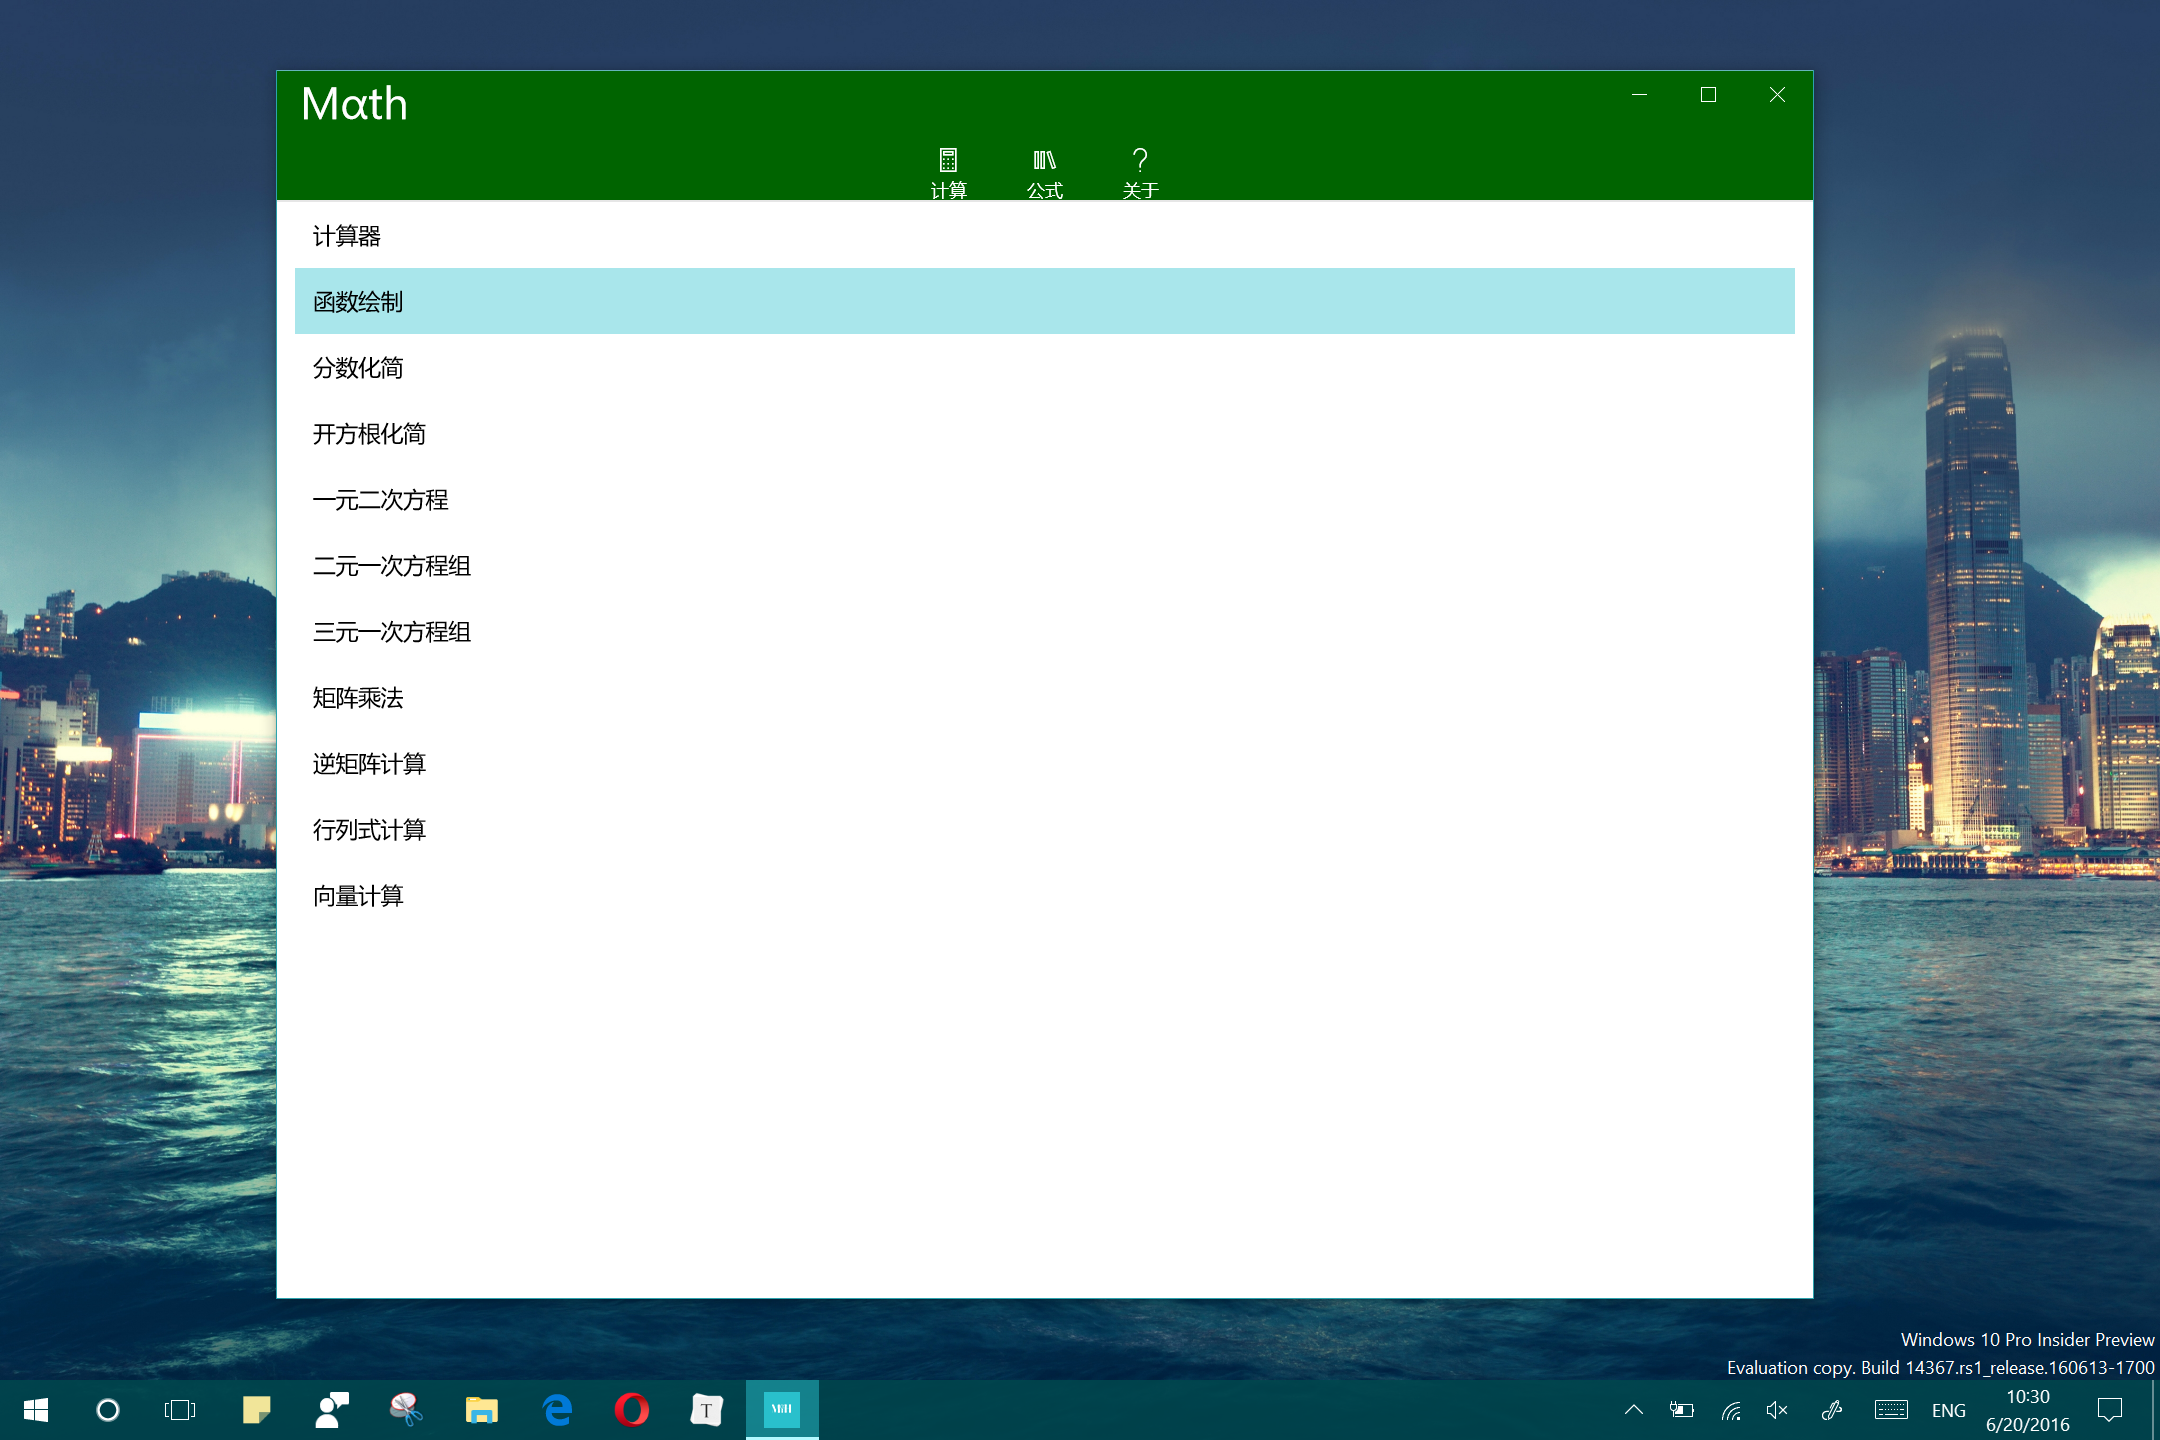 Mαth
计算
公式
关于
计算器
函数绘制
分数化简
开方根化简
一元二次方程
二元一次方程组
三元一次方程组
矩阵乘法
逆矩阵计算
行列式计算
向量计算
Windows 10 Pro Insider Preview
Evaluation copy. Build 14367.rs1_release.160613-1700
T
ENG
10:30
6/20/2016